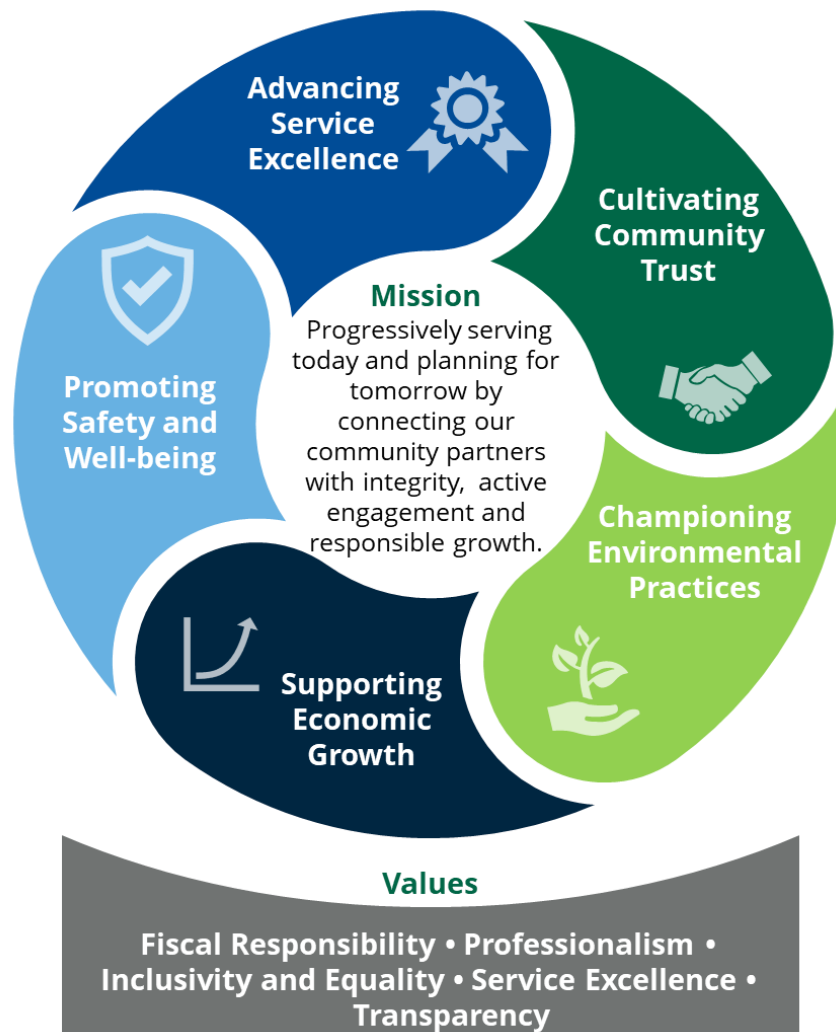 Advancing
Service
Excellence
Cultivating
Community
Trust
Mission
Progressively serving
today and planning for
tomorrow by
connecting our
community partners
with integrity,  active
engagement and
responsible growth.
Promoting
Safety and
Well-being
Championing
Environmental
Practices
Supporting
Economic
Growth
Values
Fiscal Responsibility • Professionalism •
Inclusivity and Equality • Service Excellence •
Transparency